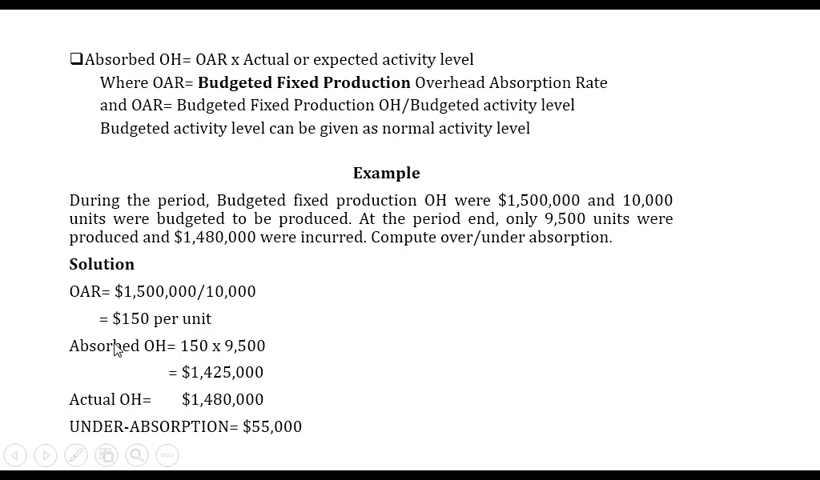 ❑Absorbed OH= OAR x Actual or expected activity level
Where OAR= Budgeted Fixed Production Overhead Absorption Rate
and OAR= Budgeted Fixed Production OH/Budgeted activity level
Budgeted activity level can be given as normal activity level
Example
During the period, Budgeted fixed production OH were $1,500,000 and 10,000
units were budgeted to be produced. At the period end, only 9,500 units were
produced and $1,480,000 were incurred. Compute over/under absorption.
Solution
OAR= $1,500,000/10,000
= $150 per unit
Absorbed OH= 150 x 9,500
= $1,425,000
Actual OH= $1,480,000
UNDER-ABSORPTION= $55,000